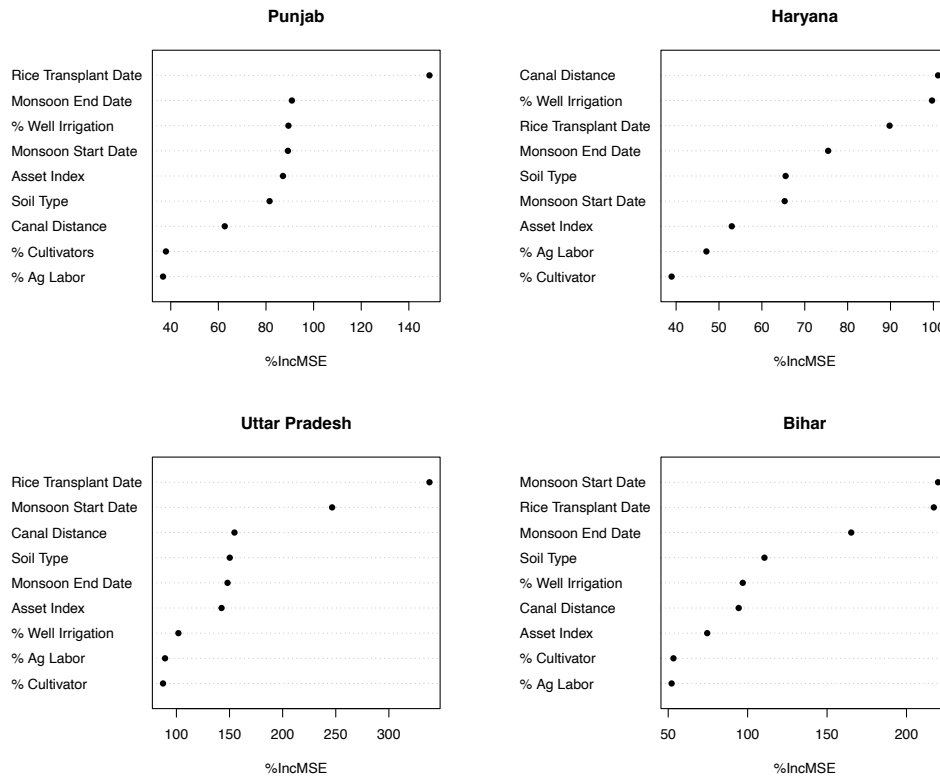 Punjab
Rice Transplant Date
Monsoon End Date
% Well Irrigation
Monsoon Start Date
Asset Index
Soil Type
Canal Distance
% Cultivators
% Ag Labor
40 60 80 100 120 140
%IncMSE
Haryana
Canal Distance
% Well Irrigation
Rice Transplant Date
Monsoon End Date
Soil Type
Monsoon Start Date
Asset Index
% Ag Labor
% Cultivator
40 50 60 70 80 90 100
%IncMSE
Uttar Pradesh
Rice Transplant Date
Monsoon Start Date
Canal Distance
Soil Type
Monsoon End Date
Asset Index
% Well Irrigation
% Ag Labor
% Cultivator
100 150 200 250 300
%IncMSE
Bihar
Monsoon Start Date
Rice Transplant Date
Monsoon End Date
Soil Type
% Well Irrigation
Canal Distance
Asset Index
% Cultivator
% Ag Labor
50 100 150 200
%IncMSE